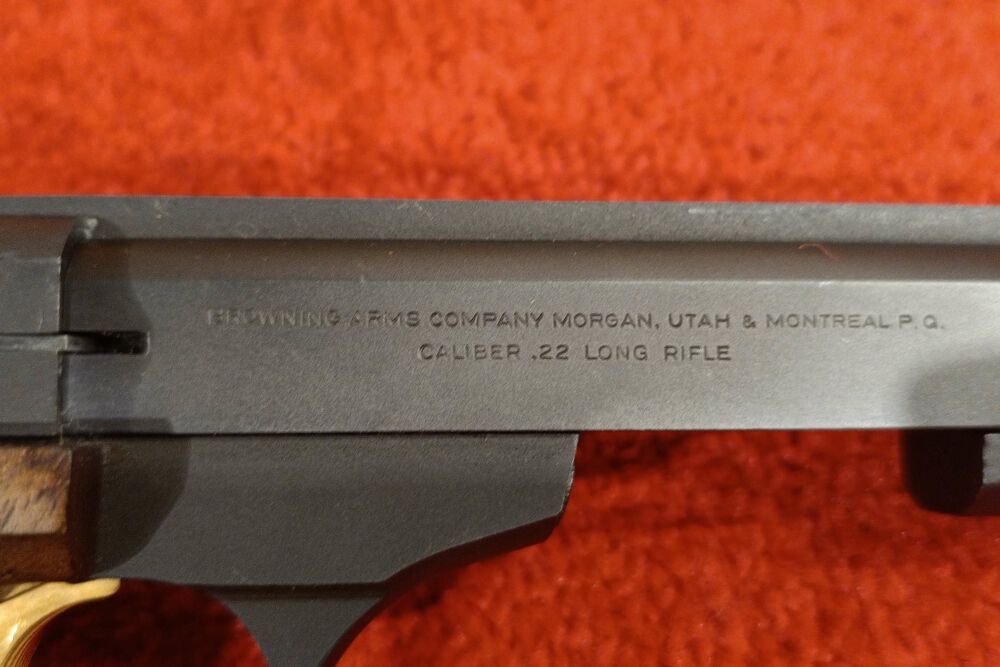 BROWNING ARMS COMPANY MORGAN, UTAH & MONTREAL P.Q.
CALIBER .22 LONG RIFLE